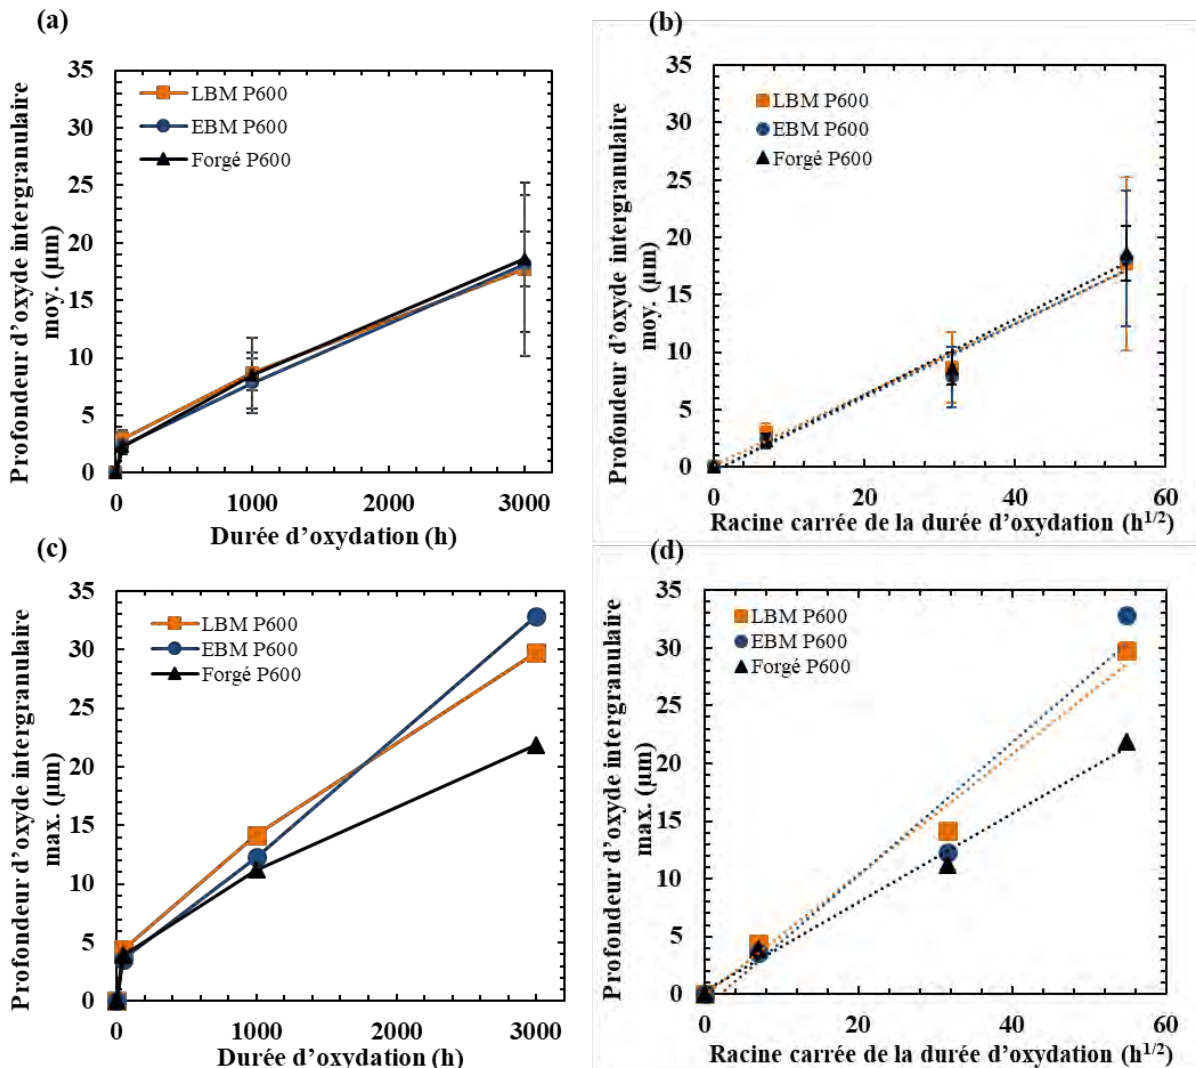 (a)
Profondeur d'oxyde intergranulaire
moy. (µm)
35
30
25
20
15
10
5
0
LBM P600
EBM P600
Forgé P600
0
1000
2000
3000
Durée d'oxydation (h)
(b)
Profondeur d'oxyde intergranulaire
moy. (µm)
35
30
25
20
15
10
5
0
LBM P600
EBM P600
Forgé P600
0
20
40
60
Racine carrée de la durée d'oxydation (h^1/2)
(c)
Profondeur d'oxyde intergranulaire
max. (µm)
35
30
25
20
15
10
5
0
LBM P600
EBM P600
Forgé P600
0
1000
2000
3000
Durée d'oxydation (h)
(d)
Profondeur d'oxyde intergranulaire
max. (µm)
35
30
25
20
15
10
5
0
LBM P600
EBM P600
Forgé P600
0
20
40
60
Racine carrée de la durée d'oxydation (h^1/2)